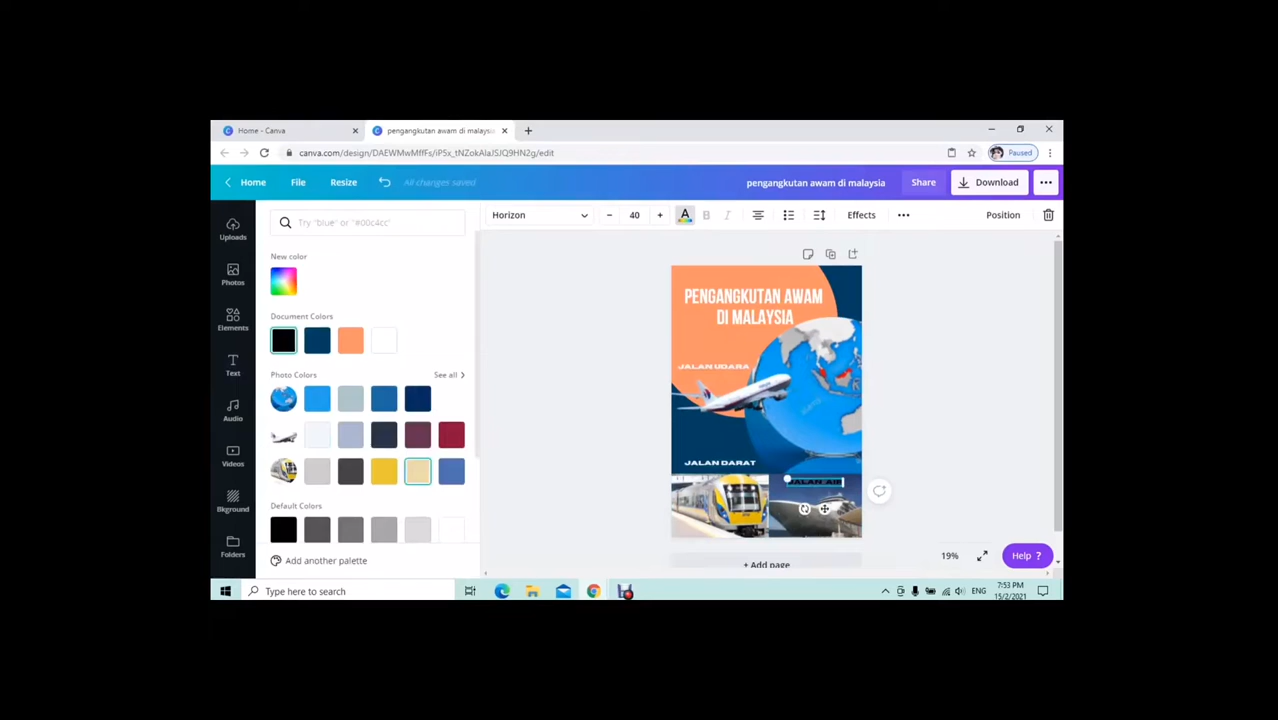 Home - Canva
pengangkutan awam di malaysia
canva.com/design/DAEWMwMffFs/iP5x_tNZokAlaJSJQ9HN2g/edit
Paused
Home
File
Resize
All changes saved
pengangkutan awam di malaysia
Share
Download
Uploads
Photos
Elements
Text
Audio
Videos
Bkground
Folders
Try "blue" or "#00c4cc"
New color
Document Colors
Photo Colors
See all
Default Colors
Add another palette
Horizon
40
A
B
I
Effects
Position
PENGANGKUTAN AWAM
DI MALAYSIA
JALAN UDARA
JALAN DARAT
JALAN AIR
+ Add page
19%
Help ?
Type here to search
ENG
7:53 PM
15/2/2021